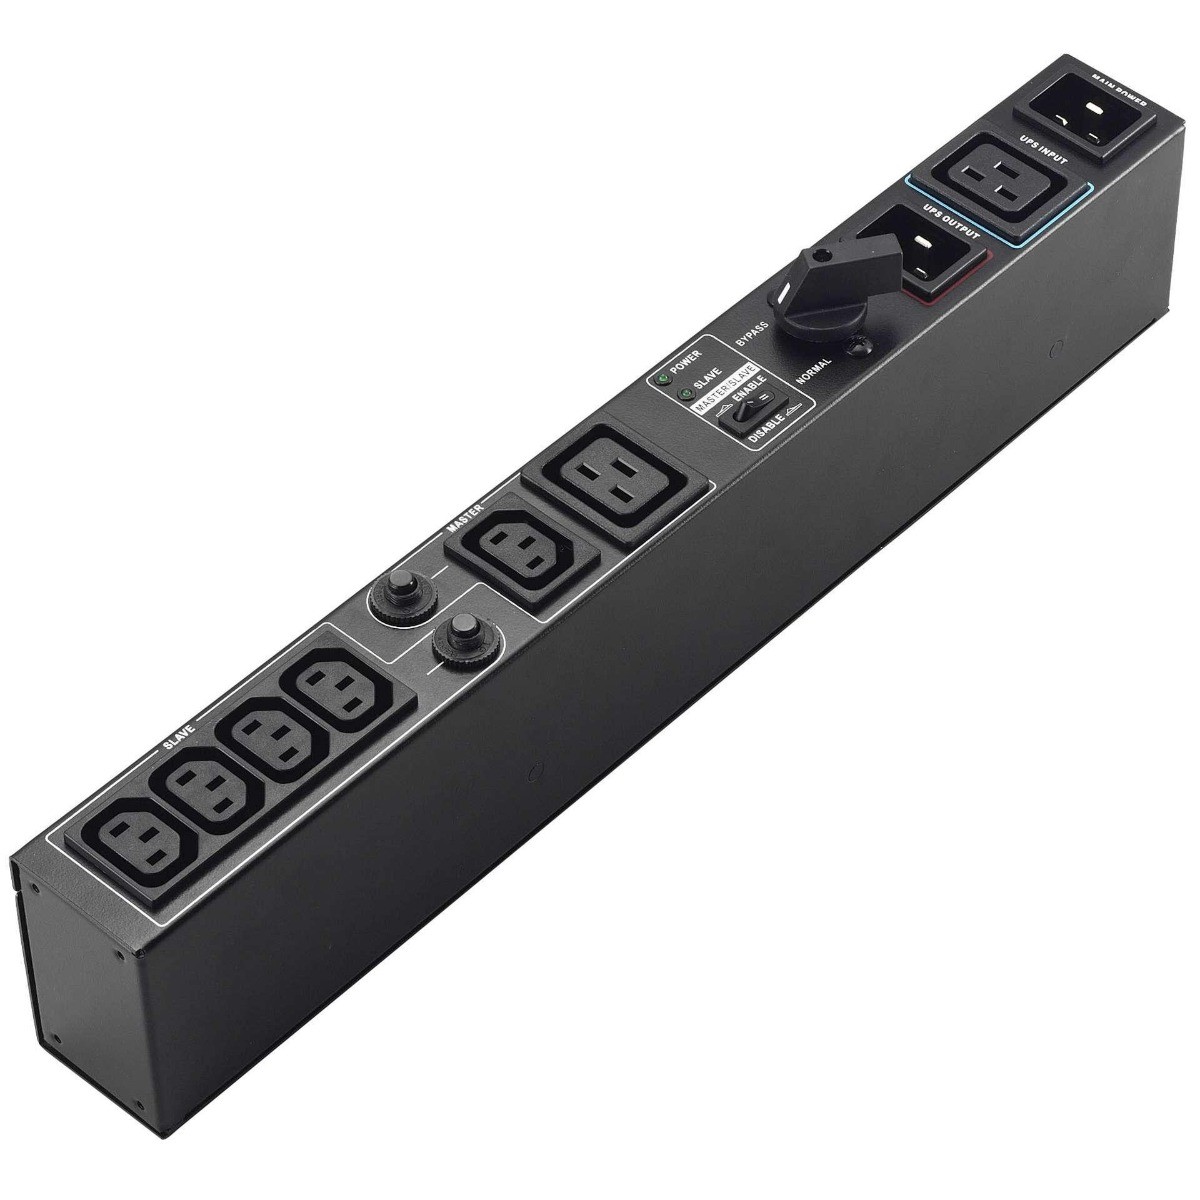 MAIN POWER
UPS INPUT
UPS OUTPUT
BYPASS
NORMAL
POWER
SLAVE
MASTER/SLAVE
ENABLE
DISABLE
MASTER
SLAVE